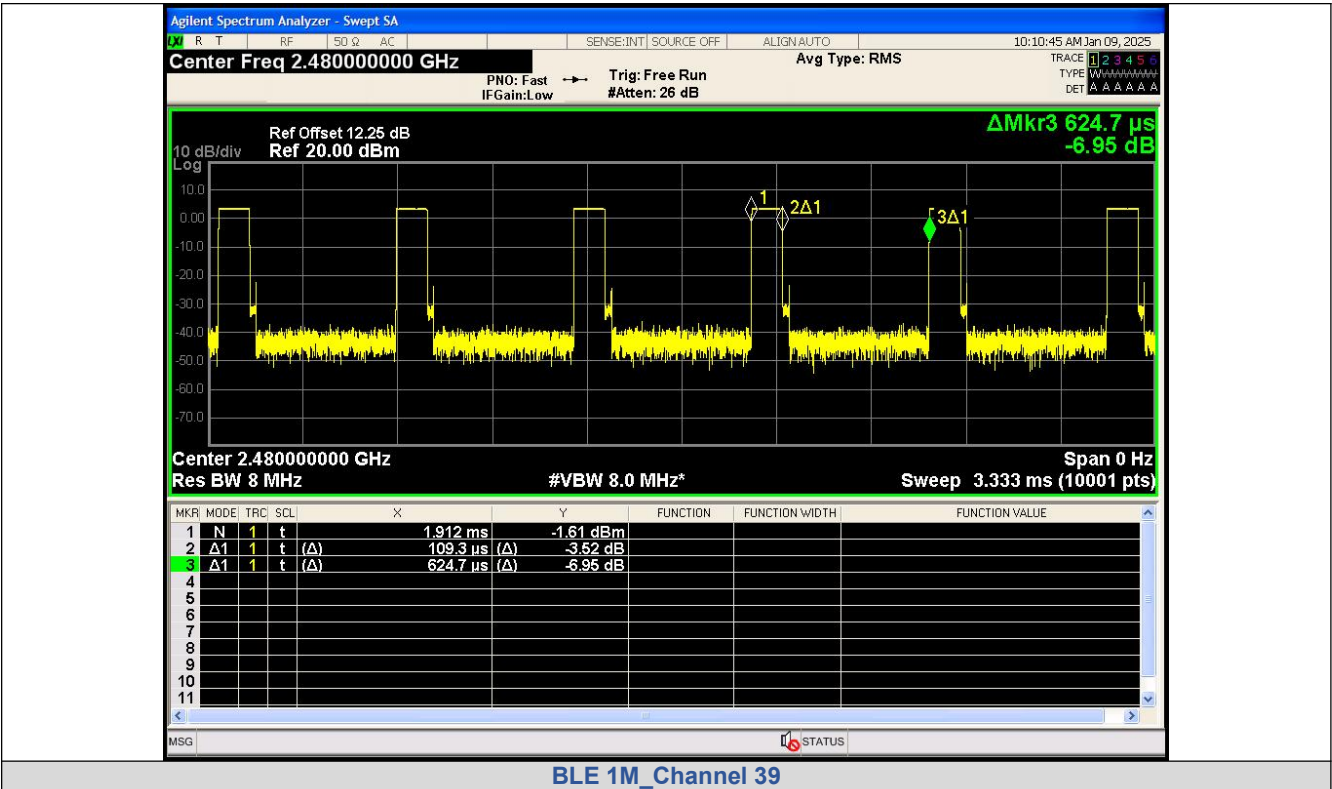 Agilent Spectrum Analyzer - Swept SA
LXI R T RF 50 Ω AC SENSE:INT SOURCE OFF ALIGN AUTO 10:10:45 AM Jan 09, 2025
Center Freq 2.480000000 GHz Avg Type: RMS TRACE 1 2 3 4 5 6
PNO: Fast Trig: Free Run TYPE W
IFGain:Low #Atten: 26 dB DET A A A A A A
ΔMkr3 624.7 µs
-6.95 dB
Ref Offset 12.25 dB
10 dB/div Ref 20.00 dBm
Log
10.0
0.00
-10.0
-20.0
-30.0
-40.0
-50.0
-60.0
-70.0
1
2Δ1
3Δ1
Center 2.480000000 GHz Span 0 Hz
Res BW 8 MHz #VBW 8.0 MHz* Sweep 3.333 ms (10001 pts)
MKR MODE TRC SCL X Y FUNCTION FUNCTION WIDTH FUNCTION VALUE
1 N 1 t 1.912 ms -1.61 dBm
2 Δ1 1 t (Δ) 109.3 µs (Δ) -3.52 dB
3 Δ1 1 t (Δ) 624.7 µs (Δ) -6.95 dB
4
5
6
7
8
9
10
11
MSG STATUS
BLE 1M_Channel 39